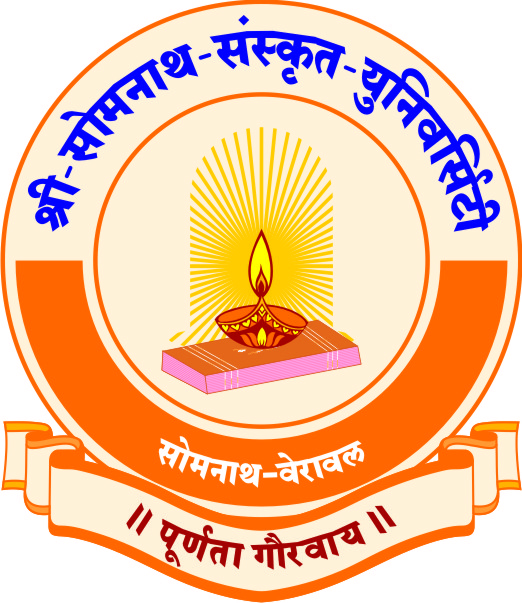 श्री-सोमनाथ-संस्कृत-युनिवर्सिटी
सोमनाथ-वेरावल
॥ पूर्णता गौरवाय ॥